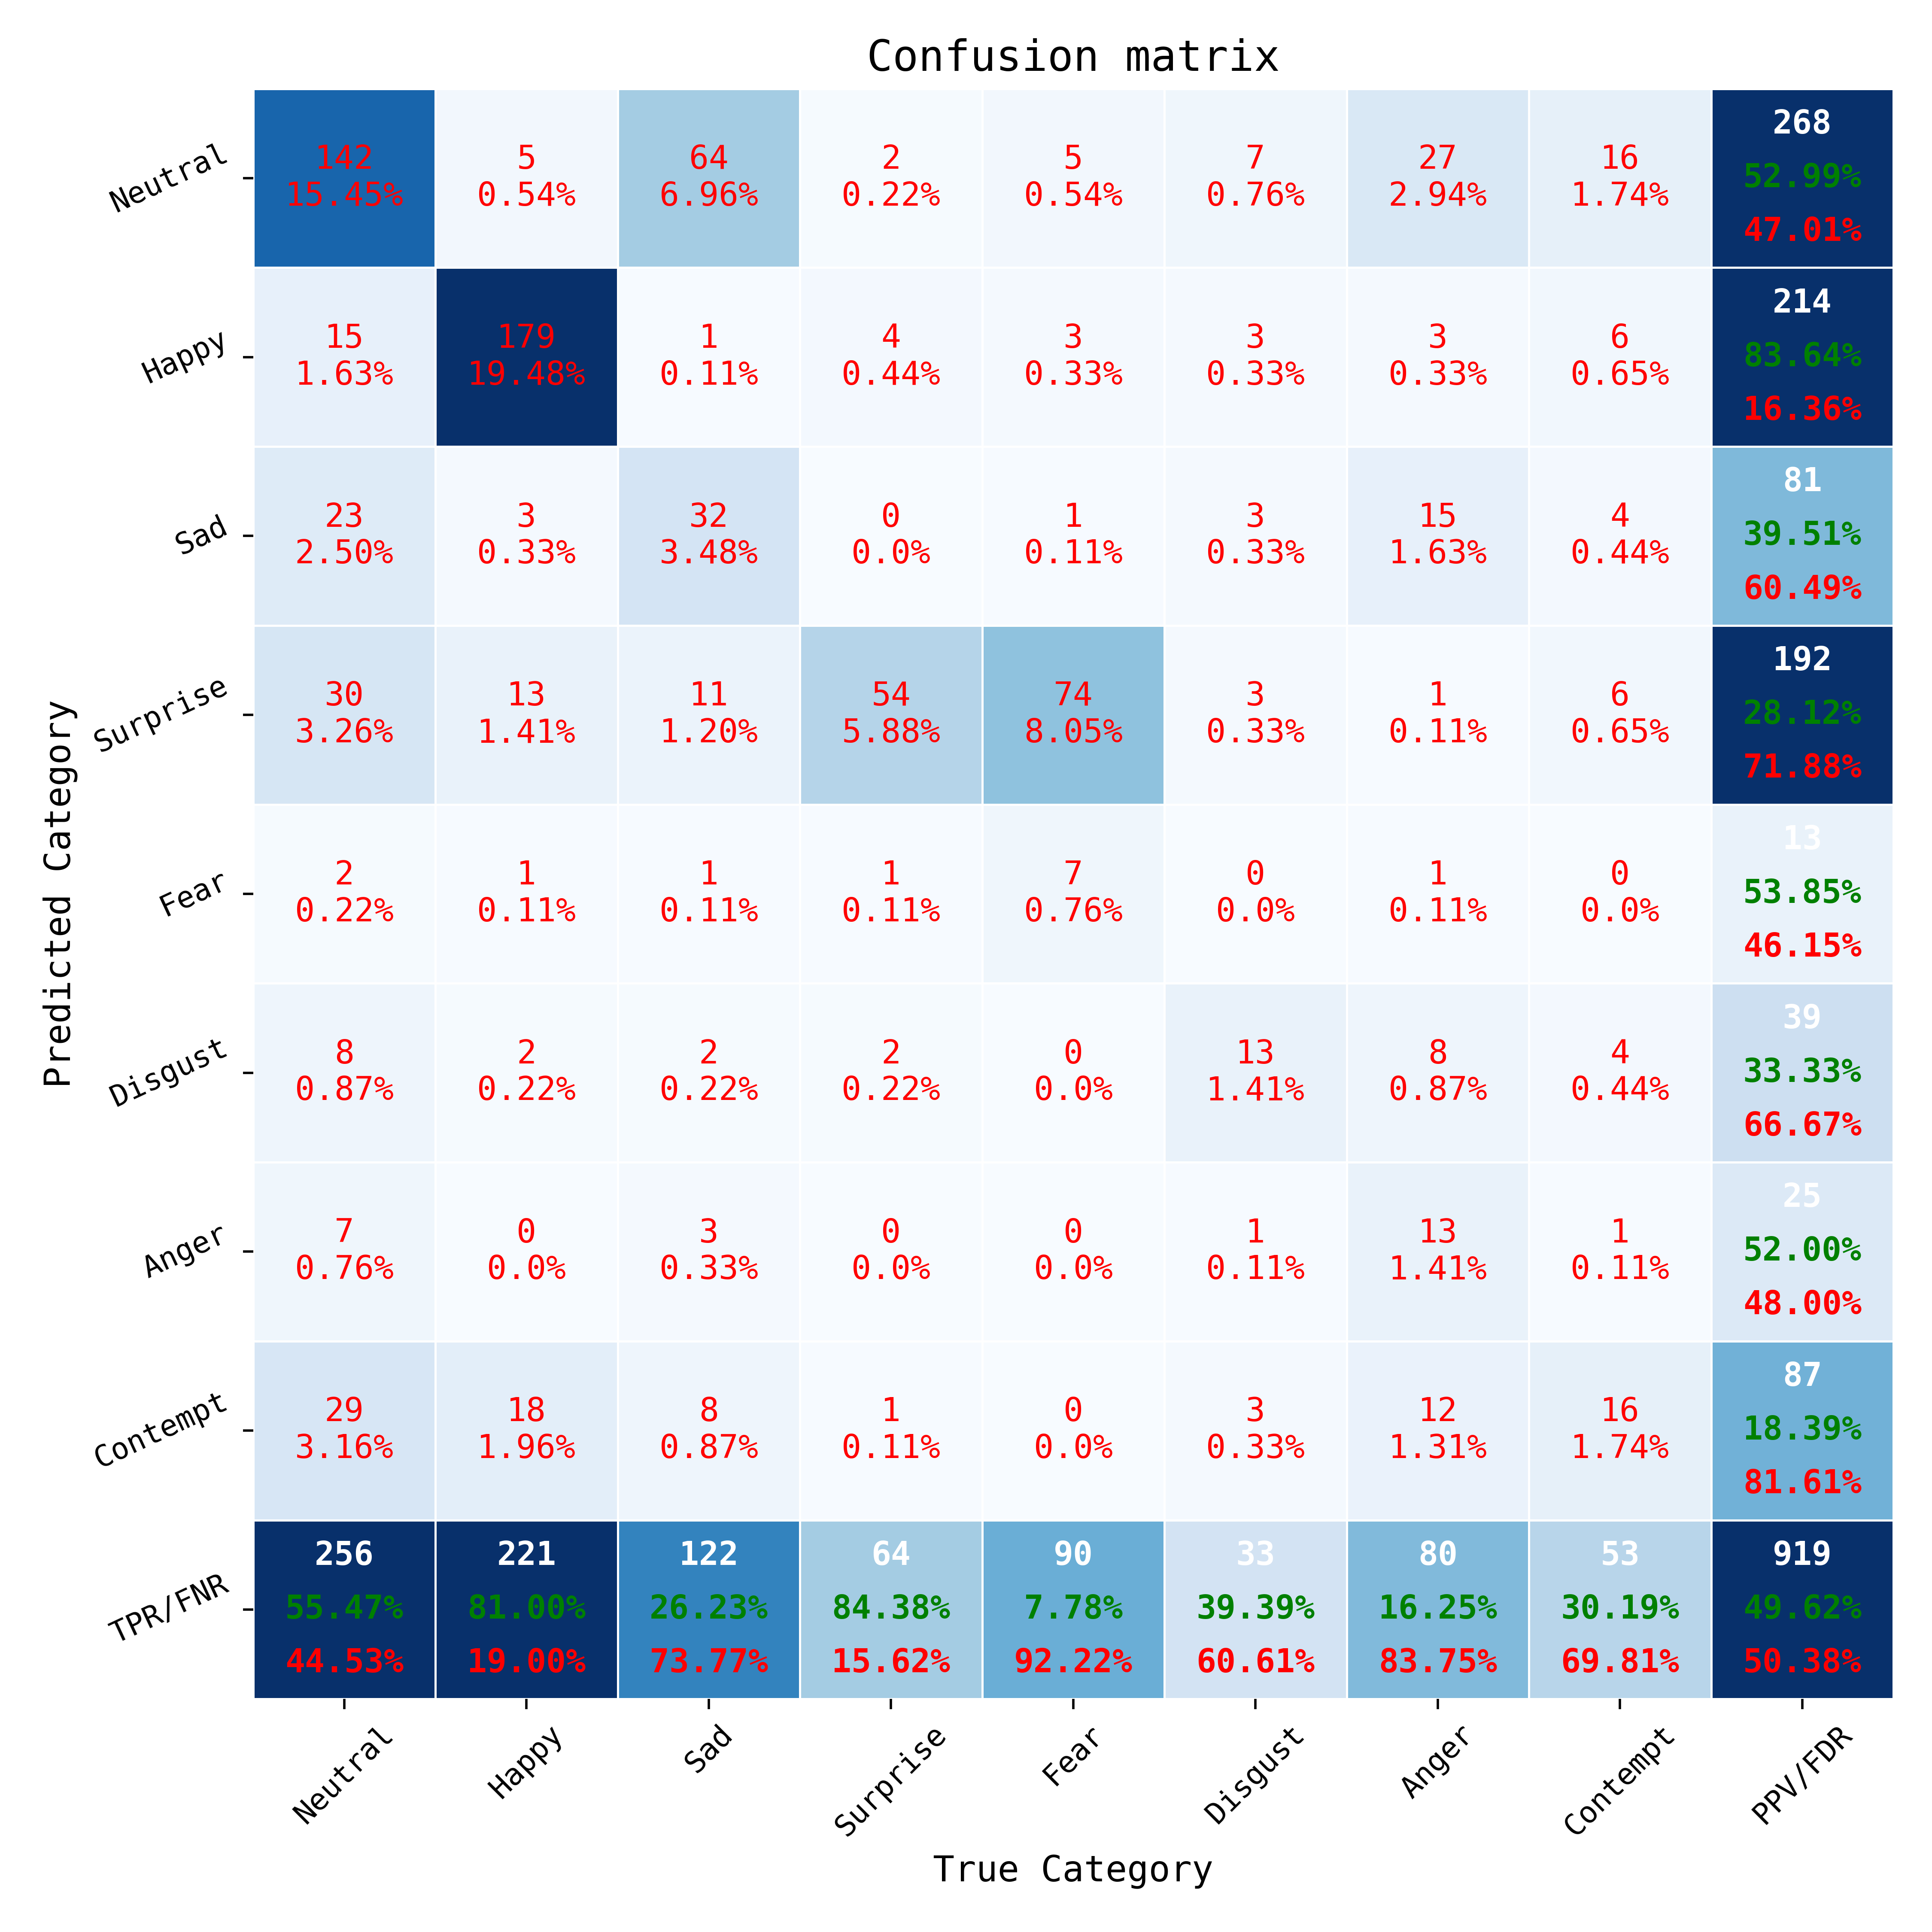 Confusion matrix
Predicted Category
Neutral
142 5 64 2 5 7 27 16 268
15.45% 0.54% 6.96% 0.22% 0.54% 0.76% 2.94% 1.74% 52.99%
47.01%
Happy
15 179 1 4 3 3 3 6 214
1.63% 19.48% 0.11% 0.44% 0.33% 0.33% 0.33% 0.65% 83.64%
16.36%
Sad
23 3 32 0 1 3 15 4 81
2.50% 0.33% 3.48% 0.0% 0.11% 0.33% 1.63% 0.44% 39.51%
60.49%
Surprise
30 13 11 54 74 3 1 6 192
3.26% 1.41% 1.20% 5.88% 8.05% 0.33% 0.11% 0.65% 28.12%
71.88%
Fear
2 1 1 1 7 0 1 0 13
0.22% 0.11% 0.11% 0.11% 0.76% 0.0% 0.11% 0.0% 53.85%
46.15%
Disgust
8 2 2 2 0 13 8 4 39
0.87% 0.22% 0.22% 0.22% 0.0% 1.41% 0.87% 0.44% 33.33%
66.67%
Anger
7 0 3 0 0 1 13 1 25
0.76% 0.0% 0.33% 0.0% 0.0% 0.11% 1.41% 0.11% 52.00%
48.00%
Contempt
29 18 8 1 0 3 12 16 87
3.16% 1.96% 0.87% 0.11% 0.0% 0.33% 1.31% 1.74% 18.39%
81.61%
TPR/FNR
256 221 122 64 90 33 80 53 919
55.47% 81.00% 26.23% 84.38% 7.78% 39.39% 16.25% 30.19% 49.62%
44.53% 19.00% 73.77% 15.62% 92.22% 60.61% 83.75% 69.81% 50.38%
Neutral Happy Sad Surprise Fear Disgust Anger Contempt PPV/FDR
True Category